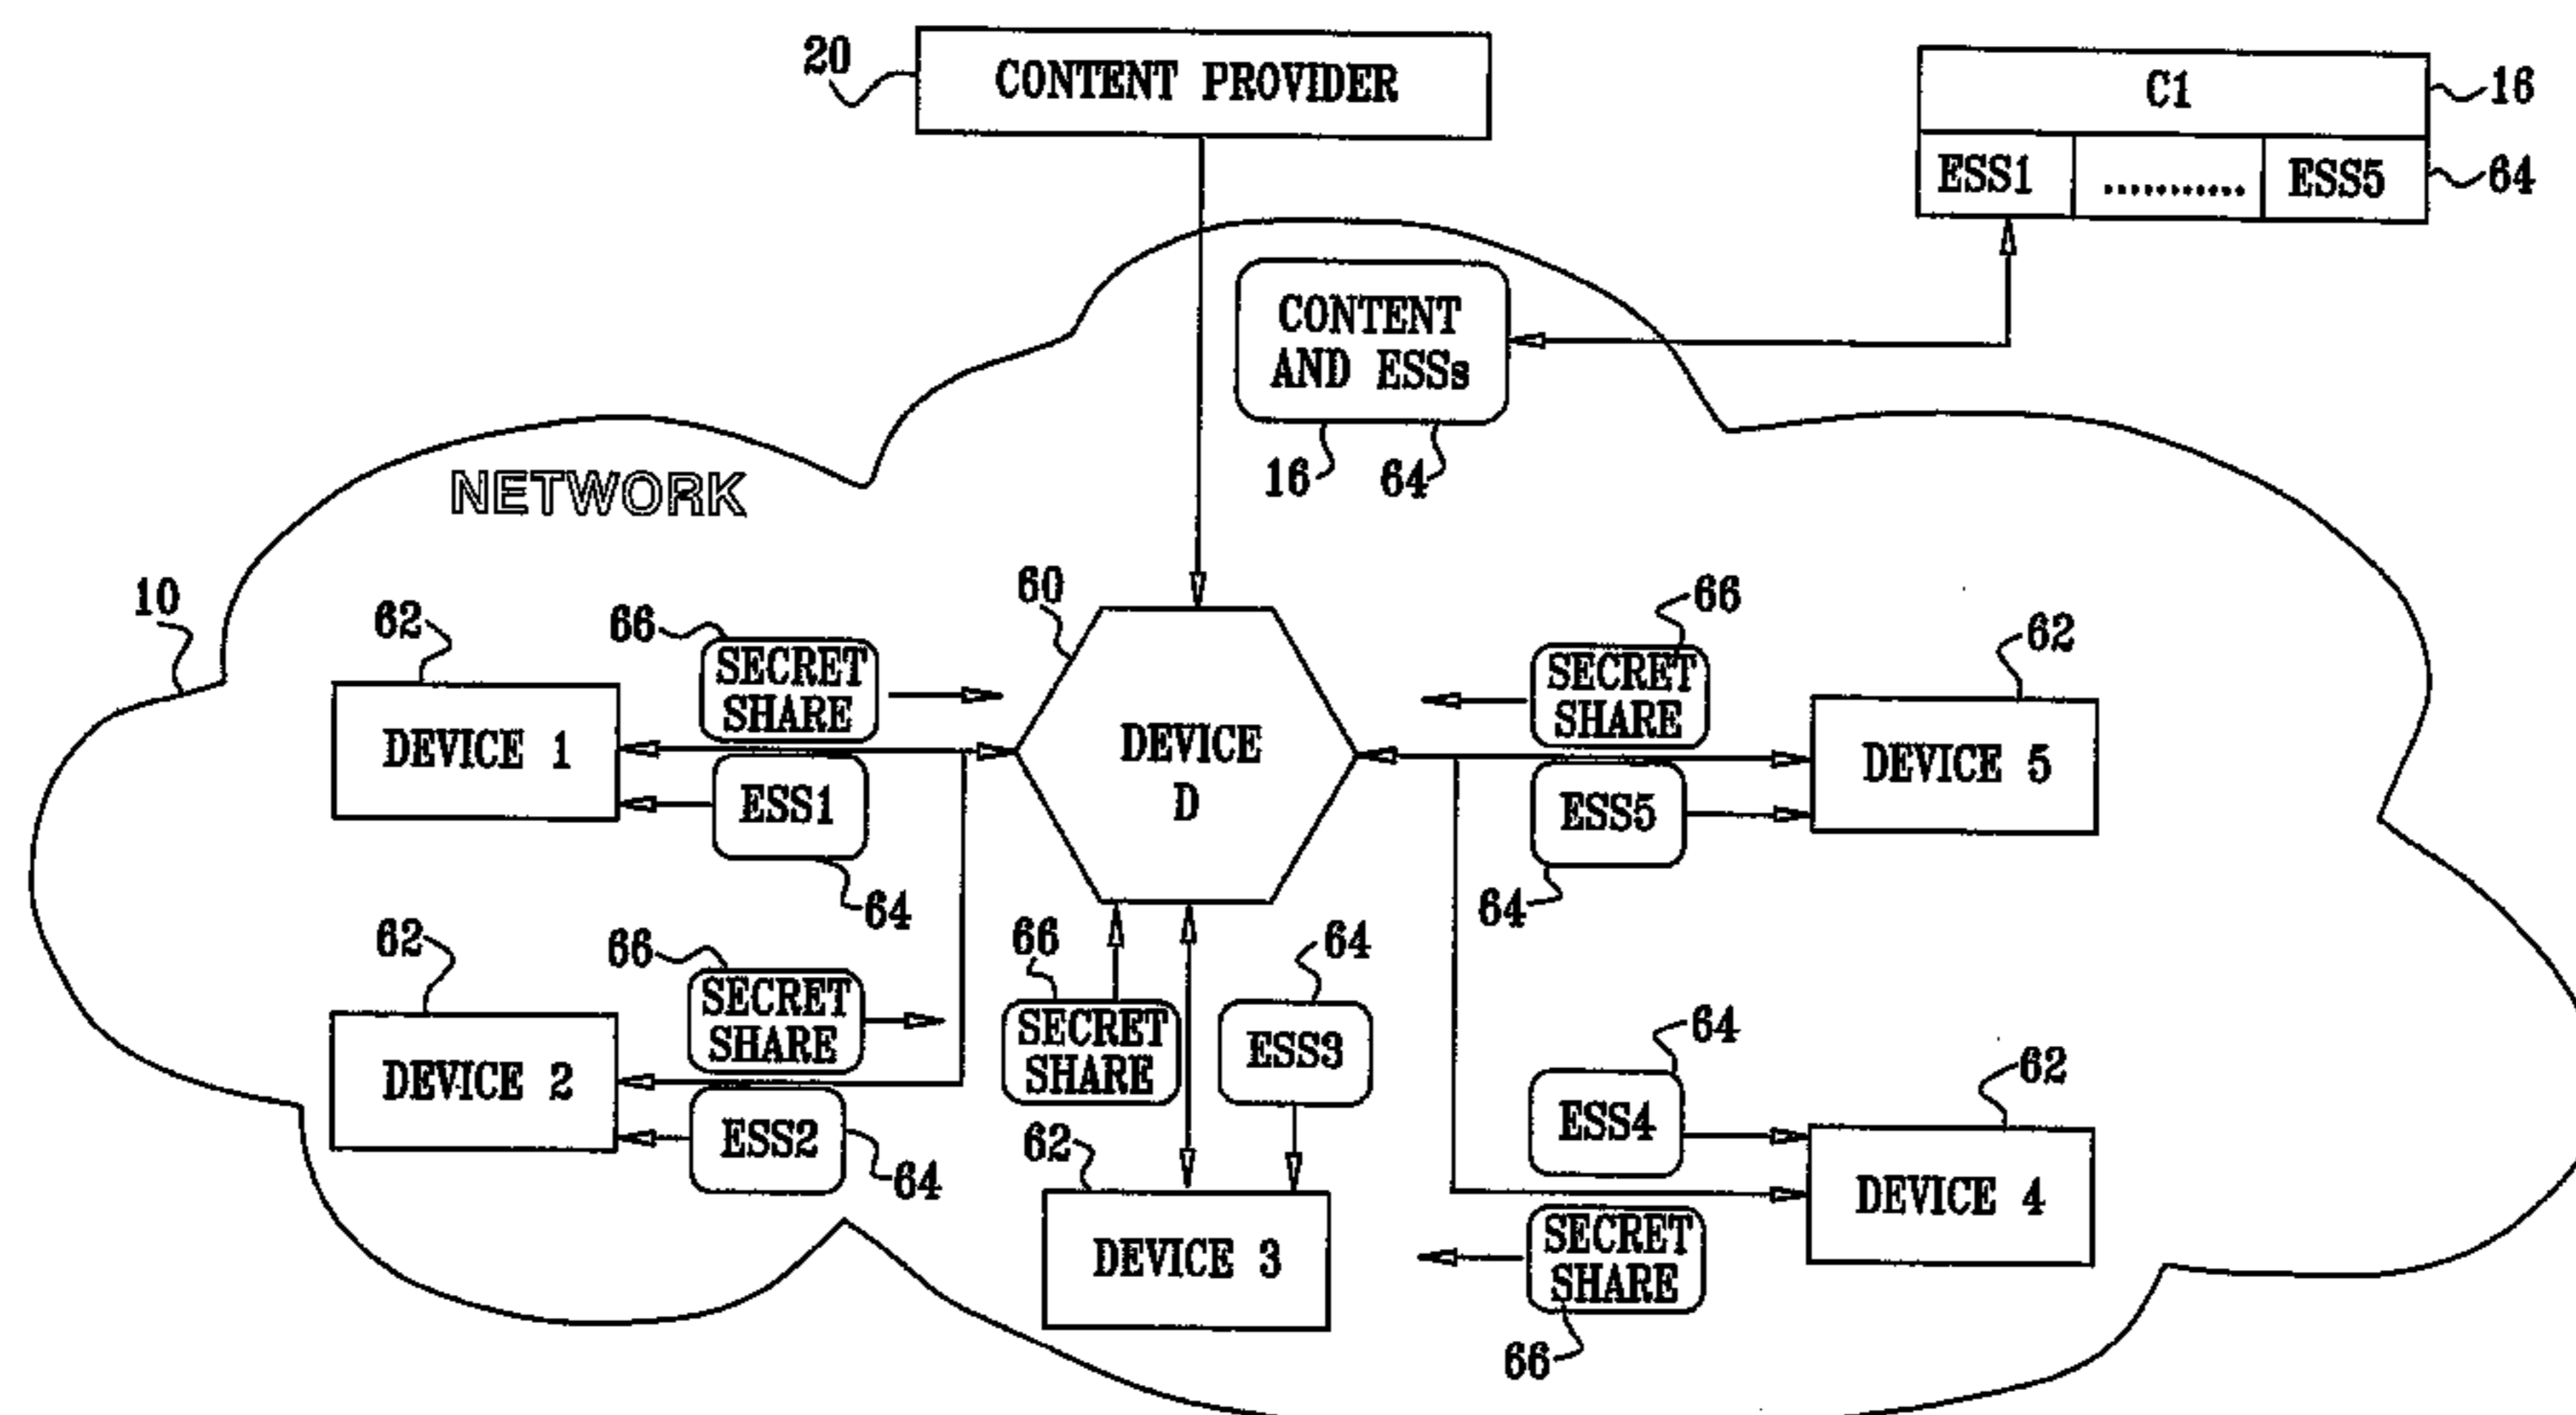 20
CONTENT PROVIDER
C1
16
ESS1
...........
ESS5
64
CONTENT
AND ESSs
16
64
NETWORK
10
62
66
SECRET
SHARE
60
66
SECRET
SHARE
62
DEVICE 1
DEVICE
D
DEVICE 5
ESS1
64
ESS5
64
62
66
SECRET
SHARE
66
SECRET
SHARE
64
ESS3
64
ESS4
62
DEVICE 2
ESS2
64
62
DEVICE 3
DEVICE 4
SECRET
SHARE
66